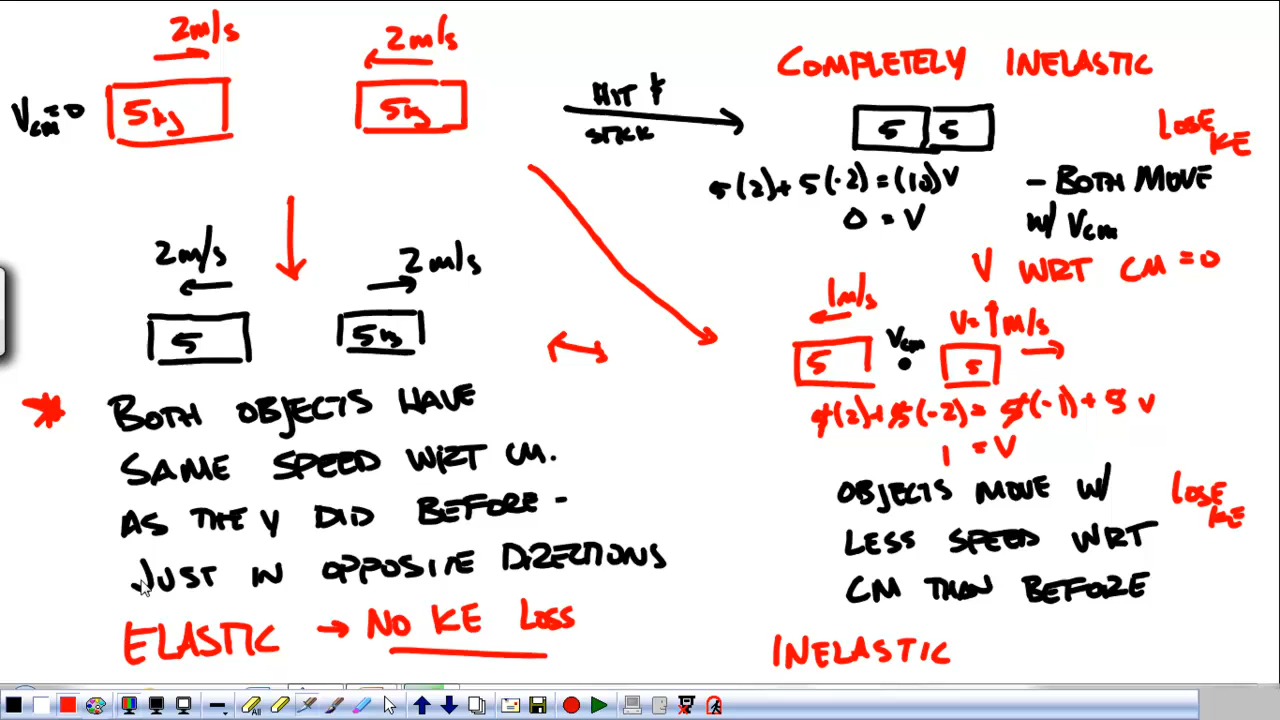 2m/s
2m/s
Vcm=0
5kg
5kg
HIT &
STICK
COMPLETELY INELASTIC
5 5
LOSE
KE
5(2)+5(-2)=(10)V
0 = V
- BOTH MOVE
W/ Vcm
V WRT CM = 0
2m/s
2m/s
5
5kg
1m/s
Vcm
V=1m/s
5
5
5(2)+5(-2)=5(-1)+5V
1 = V
* BOTH OBJECTS HAVE
SAME SPEED WRT CM.
AS THEY DID BEFORE -
JUST IN OPPOSITE DIRECTIONS
ELASTIC → NO KE LOSS
OBJECTS MOVE W/
LESS SPEED WRT
CM THAN BEFORE
LOSE
KE
INELASTIC
All